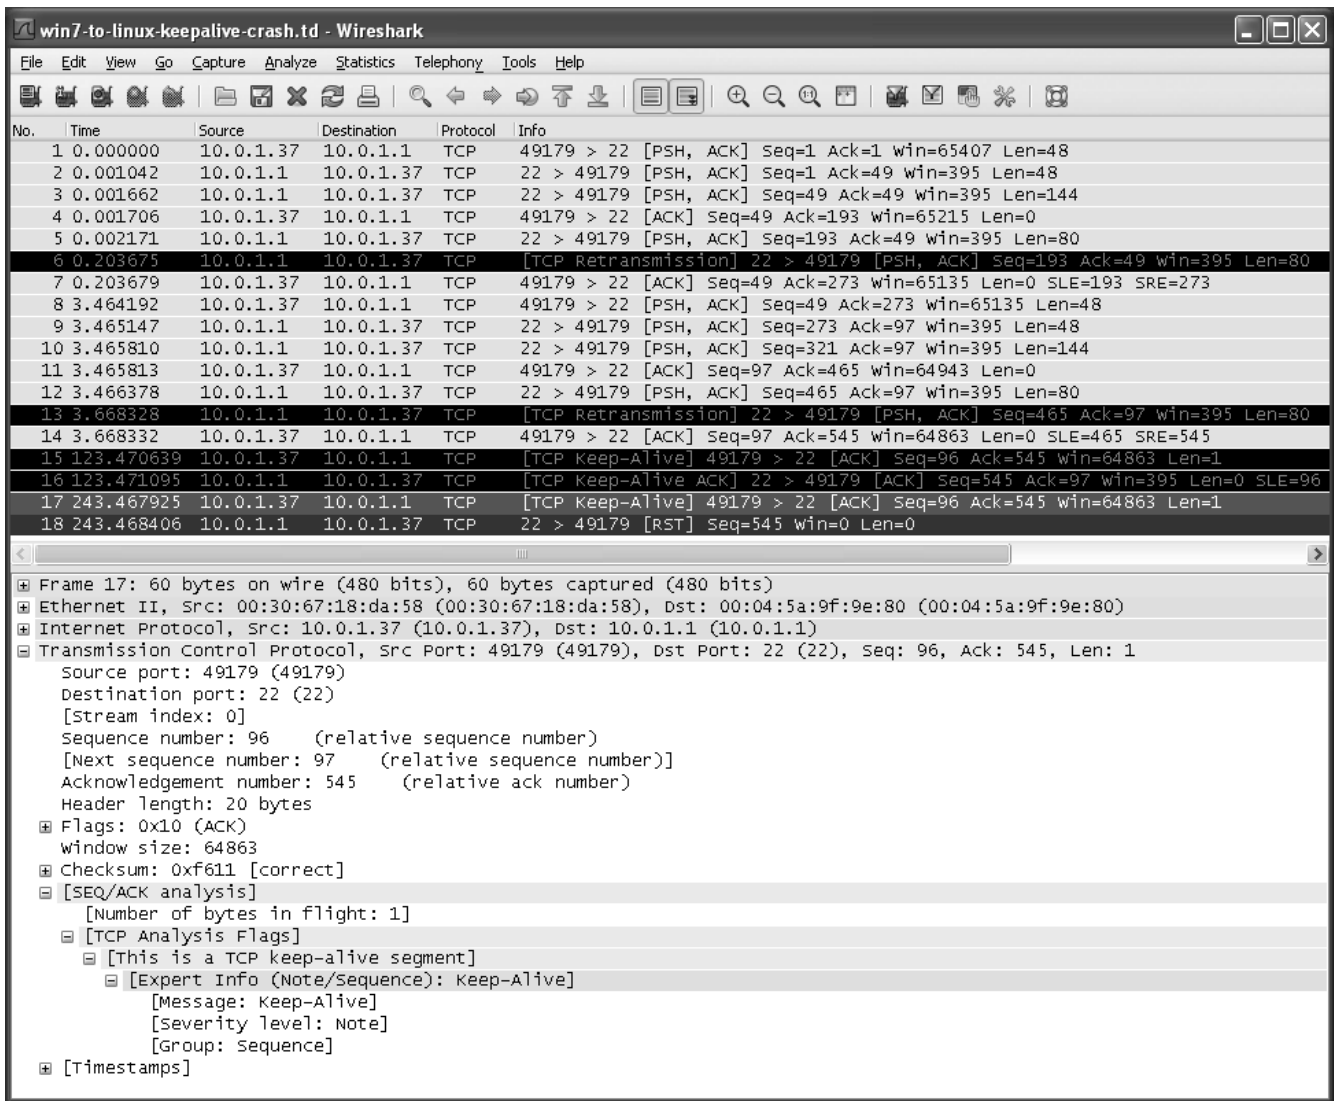 win7-to-linux-keepalive-crash.td - Wireshark
File Edit View Go Capture Analyze Statistics Telephony Tools Help
No. Time Source Destination Protocol Info
1 0.000000 10.0.1.37 10.0.1.1 TCP 49179 > 22 [PSH, ACK] Seq=1 Ack=1 Win=65407 Len=48
2 0.001042 10.0.1.1 10.0.1.37 TCP 22 > 49179 [PSH, ACK] Seq=1 Ack=49 Win=395 Len=48
3 0.001662 10.0.1.1 10.0.1.37 TCP 22 > 49179 [PSH, ACK] Seq=49 Ack=49 Win=395 Len=144
4 0.001706 10.0.1.37 10.0.1.1 TCP 49179 > 22 [ACK] Seq=49 Ack=193 Win=65215 Len=0
5 0.002171 10.0.1.1 10.0.1.37 TCP 22 > 49179 [PSH, ACK] Seq=193 Ack=49 Win=395 Len=80
6 0.203675 10.0.1.1 10.0.1.37 TCP [TCP Retransmission] 22 > 49179 [PSH, ACK] Seq=193 Ack=49 Win=395 Len=80
7 0.203679 10.0.1.37 10.0.1.1 TCP 49179 > 22 [ACK] Seq=49 Ack=273 Win=65135 Len=0 SLE=193 SRE=273
8 3.464192 10.0.1.37 10.0.1.1 TCP 49179 > 22 [PSH, ACK] Seq=49 Ack=273 Win=65135 Len=48
9 3.465147 10.0.1.1 10.0.1.37 TCP 22 > 49179 [PSH, ACK] Seq=273 Ack=97 Win=395 Len=48
10 3.465810 10.0.1.1 10.0.1.37 TCP 22 > 49179 [PSH, ACK] Seq=321 Ack=97 Win=395 Len=144
11 3.465813 10.0.1.37 10.0.1.1 TCP 49179 > 22 [ACK] Seq=97 Ack=465 Win=64943 Len=0
12 3.466378 10.0.1.1 10.0.1.37 TCP 22 > 49179 [PSH, ACK] Seq=465 Ack=97 Win=395 Len=80
13 3.668328 10.0.1.1 10.0.1.37 TCP [TCP Retransmission] 22 > 49179 [PSH, ACK] Seq=465 Ack=97 Win=395 Len=80
14 3.668332 10.0.1.37 10.0.1.1 TCP 49179 > 22 [ACK] Seq=97 Ack=545 Win=64863 Len=0 SLE=465 SRE=545
15 123.470639 10.0.1.37 10.0.1.1 TCP [TCP Keep-Alive] 49179 > 22 [ACK] Seq=96 Ack=545 Win=64863 Len=1
16 123.471095 10.0.1.1 10.0.1.37 TCP [TCP Keep-Alive ACK] 22 > 49179 [ACK] Seq=545 Ack=97 Win=395 Len=0 SLE=96
17 243.467925 10.0.1.37 10.0.1.1 TCP [TCP Keep-Alive] 49179 > 22 [ACK] Seq=96 Ack=545 Win=64863 Len=1
18 243.468406 10.0.1.1 10.0.1.37 TCP 22 > 49179 [RST] Seq=545 Win=0 Len=0
Frame 17: 60 bytes on wire (480 bits), 60 bytes captured (480 bits)
Ethernet II, Src: 00:30:67:18:da:58 (00:30:67:18:da:58), Dst: 00:04:5a:9f:9e:80 (00:04:5a:9f:9e:80)
Internet Protocol, Src: 10.0.1.37 (10.0.1.37), Dst: 10.0.1.1 (10.0.1.1)
Transmission Control Protocol, Src Port: 49179 (49179), Dst Port: 22 (22), Seq: 96, Ack: 545, Len: 1
Source port: 49179 (49179)
Destination port: 22 (22)
[Stream index: 0]
Sequence number: 96 (relative sequence number)
[Next sequence number: 97 (relative sequence number)]
Acknowledgement number: 545 (relative ack number)
Header length: 20 bytes
Flags: 0x10 (ACK)
Window size: 64863
Checksum: 0xf611 [correct]
[SEQ/ACK analysis]
[Number of bytes in flight: 1]
[TCP Analysis Flags]
[This is a TCP keep-alive segment]
[Expert Info (Note/Sequence): Keep-Alive]
[Message: Keep-Alive]
[Severity level: Note]
[Group: Sequence]
[Timestamps]